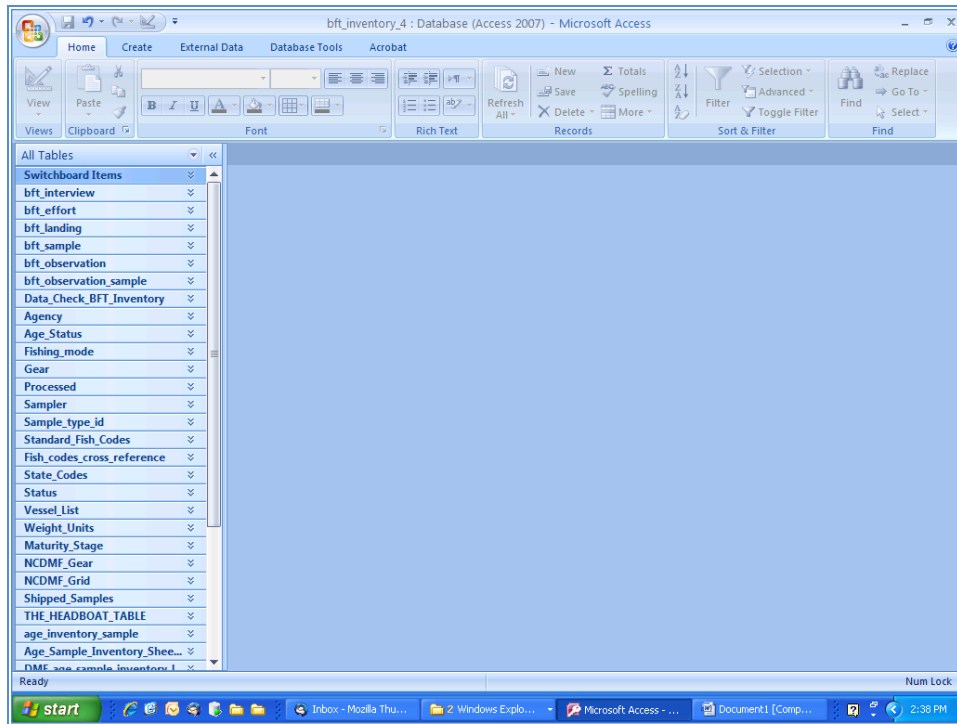 bft_inventory_4 : Database (Access 2007) - Microsoft Access
Home Create External Data Database Tools Acrobat
View Paste B I U A Refresh All New Save Delete Σ Totals Spelling More Filter Selection Advanced Toggle Filter Find Replace Go To Select
Views Clipboard Font Rich Text Records Sort & Filter Find
All Tables
Switchboard Items
bft_interview
bft_effort
bft_landing
bft_sample
bft_observation
bft_observation_sample
Data_Check_BFT_Inventory
Agency
Age_Status
Fishing_mode
Gear
Processed
Sampler
Sample_type_id
Standard_Fish_Codes
Fish_codes_cross_reference
State_Codes
Status
Vessel_List
Weight_Units
Maturity_Stage
NCDMF_Gear
NCDMF_Grid
Shipped_Samples
THE_HEADBOAT_TABLE
age_inventory_sample
Age_Sample_Inventory_Shee...
Ready Num Lock
start Inbox - Mozilla Thu... 2 Windows Explo... Microsoft Access - ... Document1 [Comp... 2:38 PM